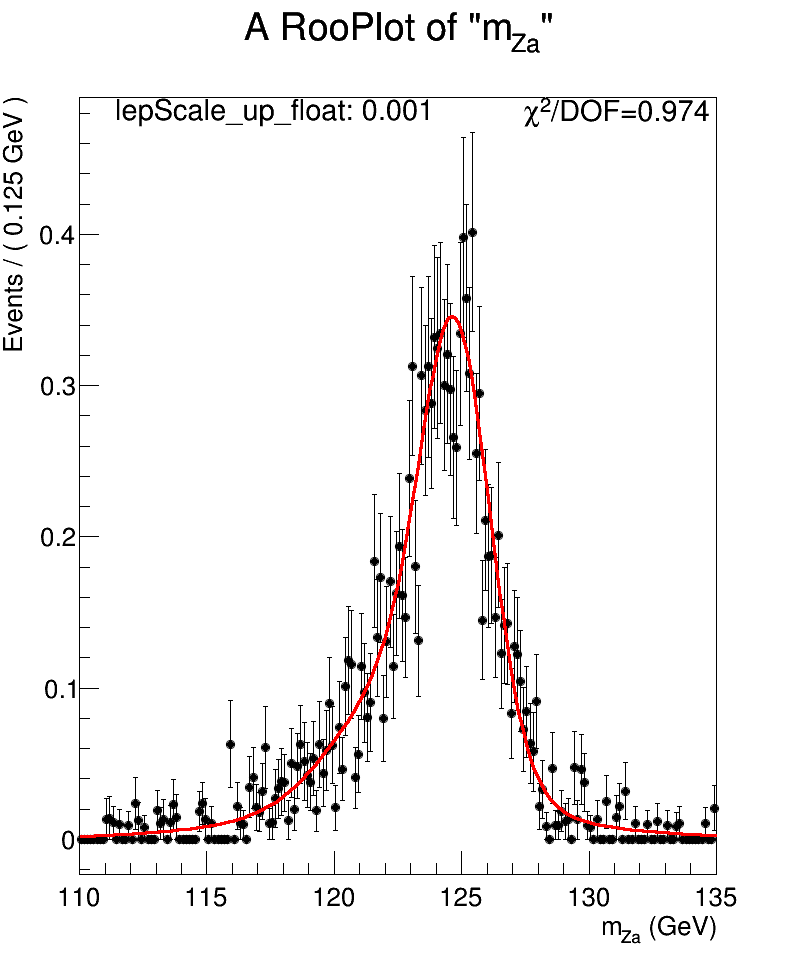 A RooPlot of "m_Za"
lepScale_up_float: 0.001
χ²/DOF=0.974
Events / ( 0.125 GeV )
0.4
0.3
0.2
0.1
0
110 115 120 125 130 135
m_Za (GeV)